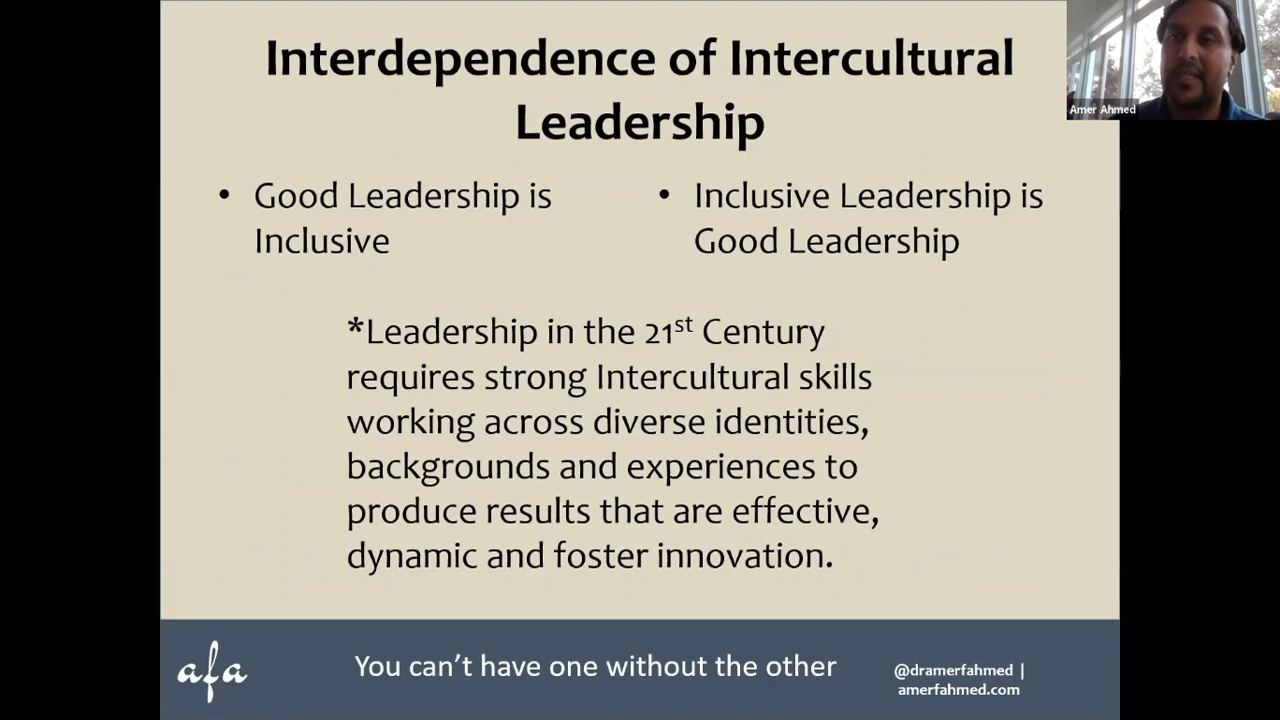 Interdependence of Intercultural
Leadership
Amer Ahmed
• Good Leadership is
Inclusive
• Inclusive Leadership is
Good Leadership
*Leadership in the 21st Century
requires strong Intercultural skills
working across diverse identities,
backgrounds and experiences to
produce results that are effective,
dynamic and foster innovation.
afa
You can’t have one without the other
@dramerfahmed |
amerfahmed.com